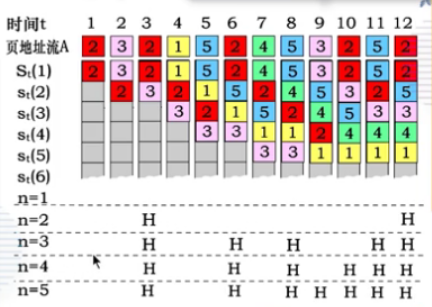 时间t 1 2 3 4 5 6 7 8 9 10 11 12
页地址流A 2 3 2 1 5 2 4 5 3 2 5 2
Sₜ(1) 2 3 2 1 5 2 4 5 3 2 5 2
sₜ(2) 2 3 2 1 5 2 4 5 3 2 5
sₜ(3) 3 2 1 5 2 4 5 3 3
sₜ(4) 3 3 1 1 2 4 4 4
sₜ(5) 3 3 1 1 1 1
sₜ(6)
n=1
n=2 H H
n=3 H H H H H
n=4 H H H H H H
n=5 H H H H H H H